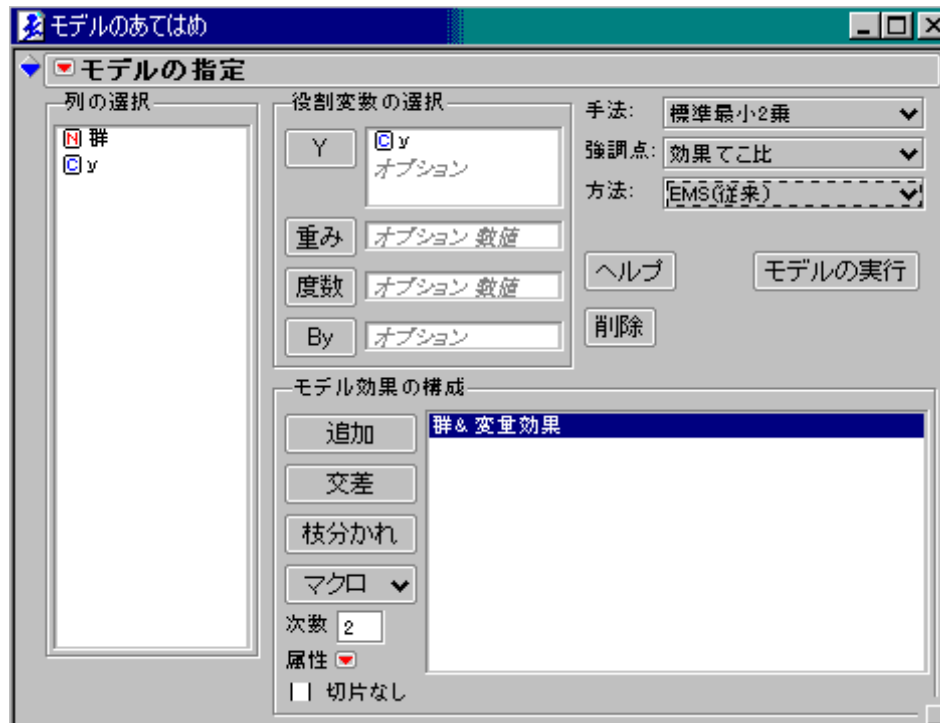 モデルのあてはめ
モデルの指定
列の選択
N 群
C y
役割変数の選択
Y
C y
オプション
重み
オプション 数値
度数
オプション 数値
By
オプション
手法: 標準最小2乗
強調点: 効果てこ比
方法: EMS(従来)
ヘルプ
モデルの実行
削除
モデル効果の構成
追加
交差
枝分かれ
マクロ
次数 2
属性
切片なし
群& 変量効果